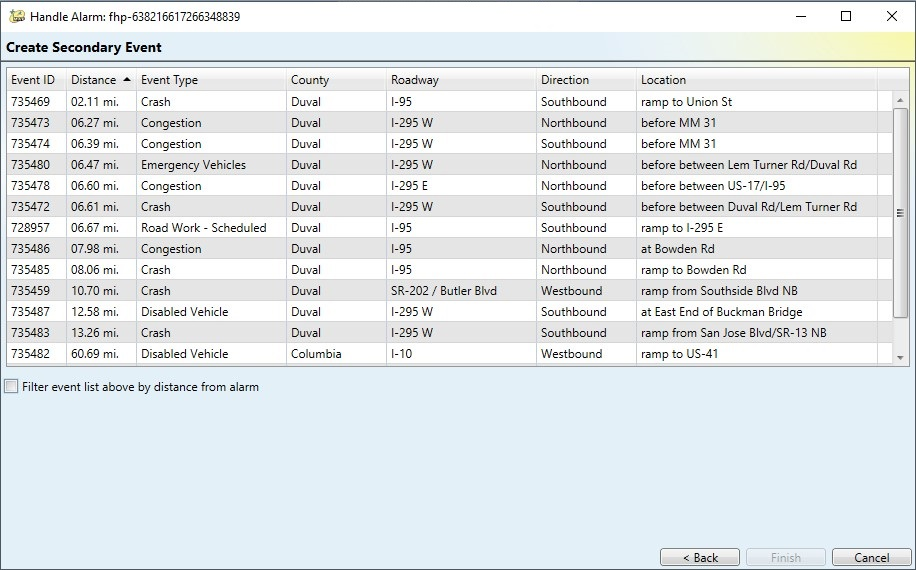 Handle Alarm: fhp-638216617266348839
Create Secondary Event
Event ID Distance Event Type County Roadway Direction Location
735469 02.11 mi. Crash Duval I-95 Southbound ramp to Union St
735473 06.27 mi. Congestion Duval I-295 W Northbound before MM 31
735474 06.39 mi. Congestion Duval I-295 W Southbound before MM 31
735480 06.47 mi. Emergency Vehicles Duval I-295 W Northbound before between Lem Turner Rd/Duval Rd
735478 06.60 mi. Congestion Duval I-295 E Northbound before between US-17/I-95
735472 06.61 mi. Crash Duval I-295 W Southbound before between Duval Rd/Lem Turner Rd
728957 06.67 mi. Road Work - Scheduled Duval I-95 Southbound ramp to I-295 E
735486 07.98 mi. Congestion Duval I-95 Northbound at Bowden Rd
735485 08.06 mi. Crash Duval I-95 Northbound ramp to Bowden Rd
735459 10.70 mi. Crash Duval SR-202 / Butler Blvd Westbound ramp from Southside Blvd NB
735487 12.58 mi. Disabled Vehicle Duval I-295 W Southbound at East End of Buckman Bridge
735483 13.26 mi. Crash Duval I-295 W Southbound ramp from San Jose Blvd/SR-13 NB
735482 60.69 mi. Disabled Vehicle Columbia I-10 Westbound ramp to US-41
Filter event list above by distance from alarm
< Back Finish Cancel